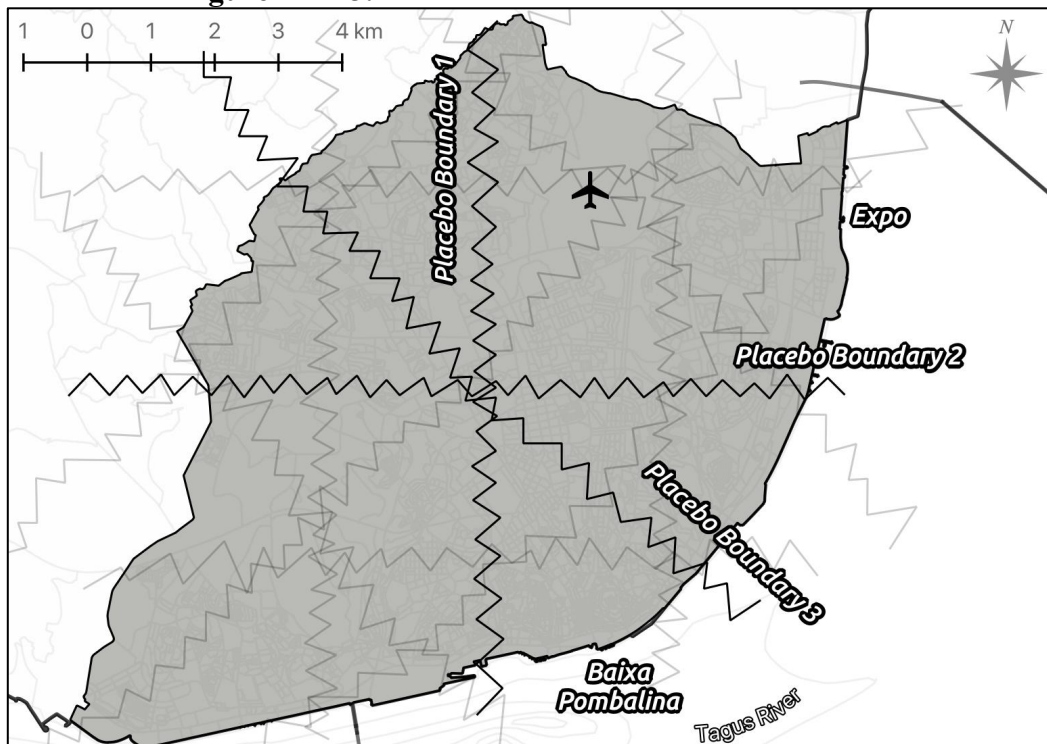 1 0 1 2 3 4 km
N
Placebo Boundary 1
Expo
Placebo Boundary 2
Placebo Boundary 3
Baixa
Pombalina
Tagus River